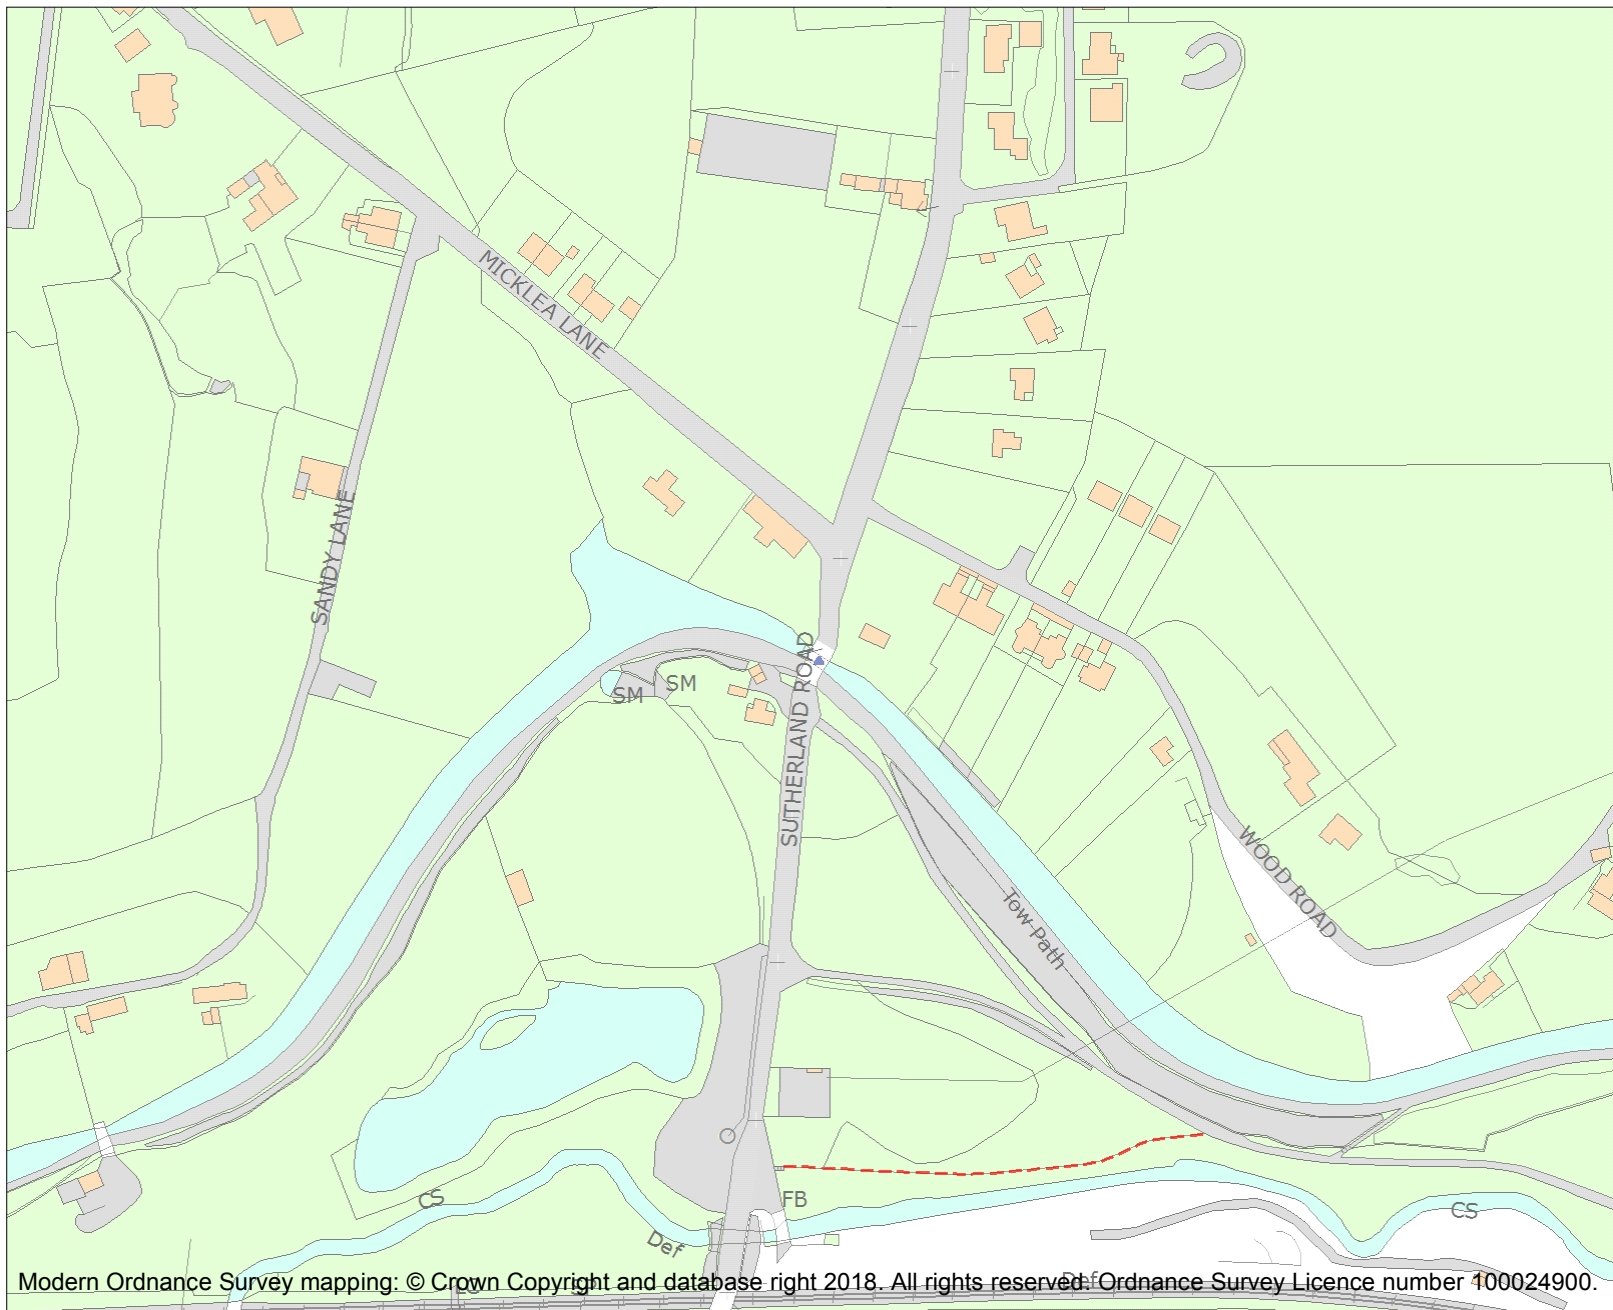 MICKLEA LANE
SANDY LANE
SUTHERLAND ROAD
SM
SM
WOOD ROAD
Tow Path
CS
FB
CS
Def
Def
Modern Ordnance Survey mapping: © Crown Copyright and database right 2018. All rights reserved. Ordnance Survey Licence number 100024900.